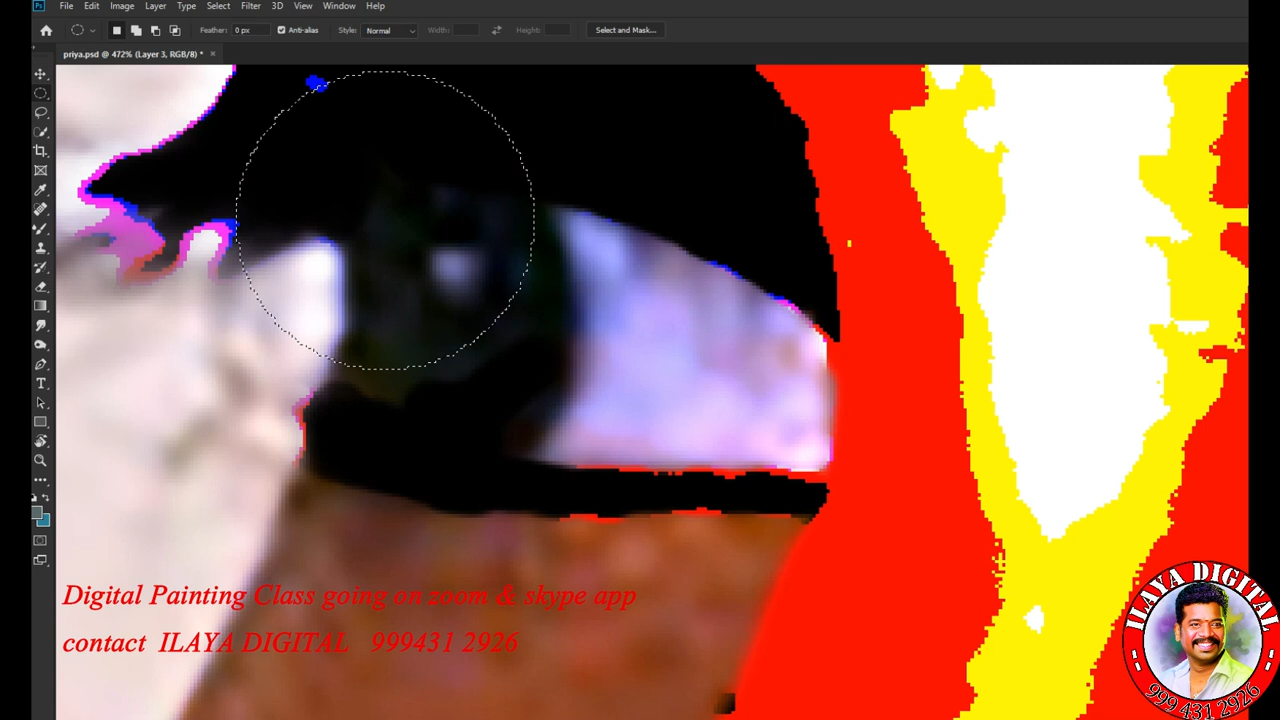 Ps File Edit Image Layer Type Select Filter 3D View Window Help
Feather: 0 px Anti-alias Style: Normal Width: Height: Select and Mask...
priya.psd @ 472% (Layer 3, RGB/8) * ×
T
Digital Painting Class going on zoom & skype app
contact ILAYA DIGITAL 999431 2926
ILAYA DIGITAL
999 431 2926